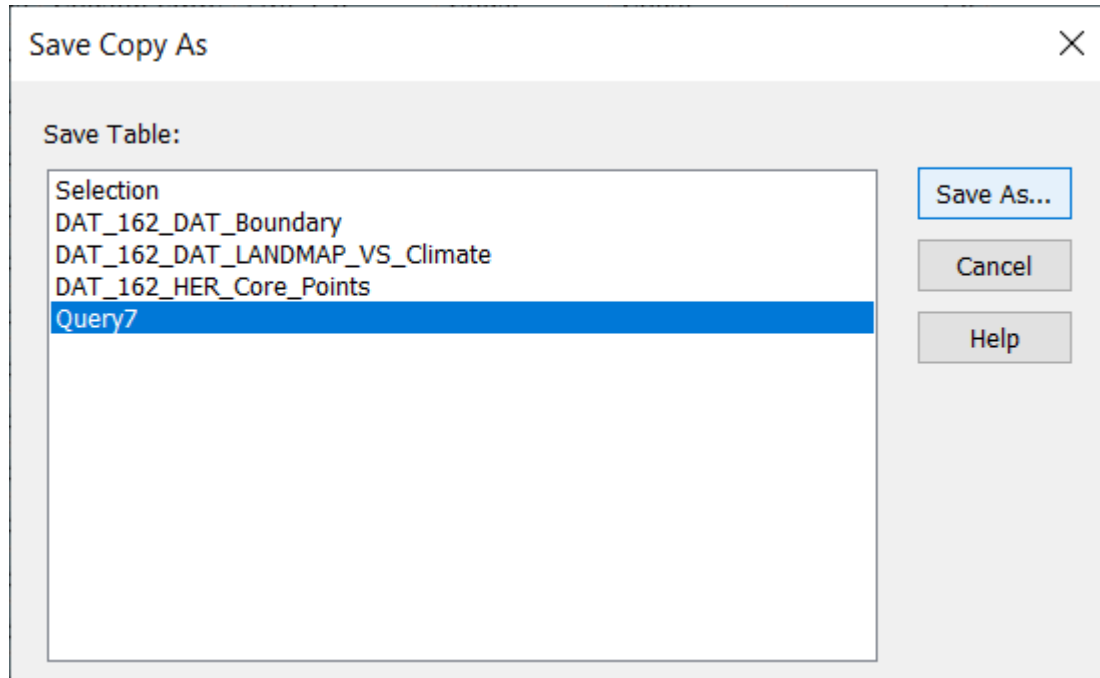 Save Copy As
Save Table:
Selection
DAT_162_DAT_Boundary
DAT_162_DAT_LANDMAP_VS_Climate
DAT_162_HER_Core_Points
Query7
Save As...
Cancel
Help